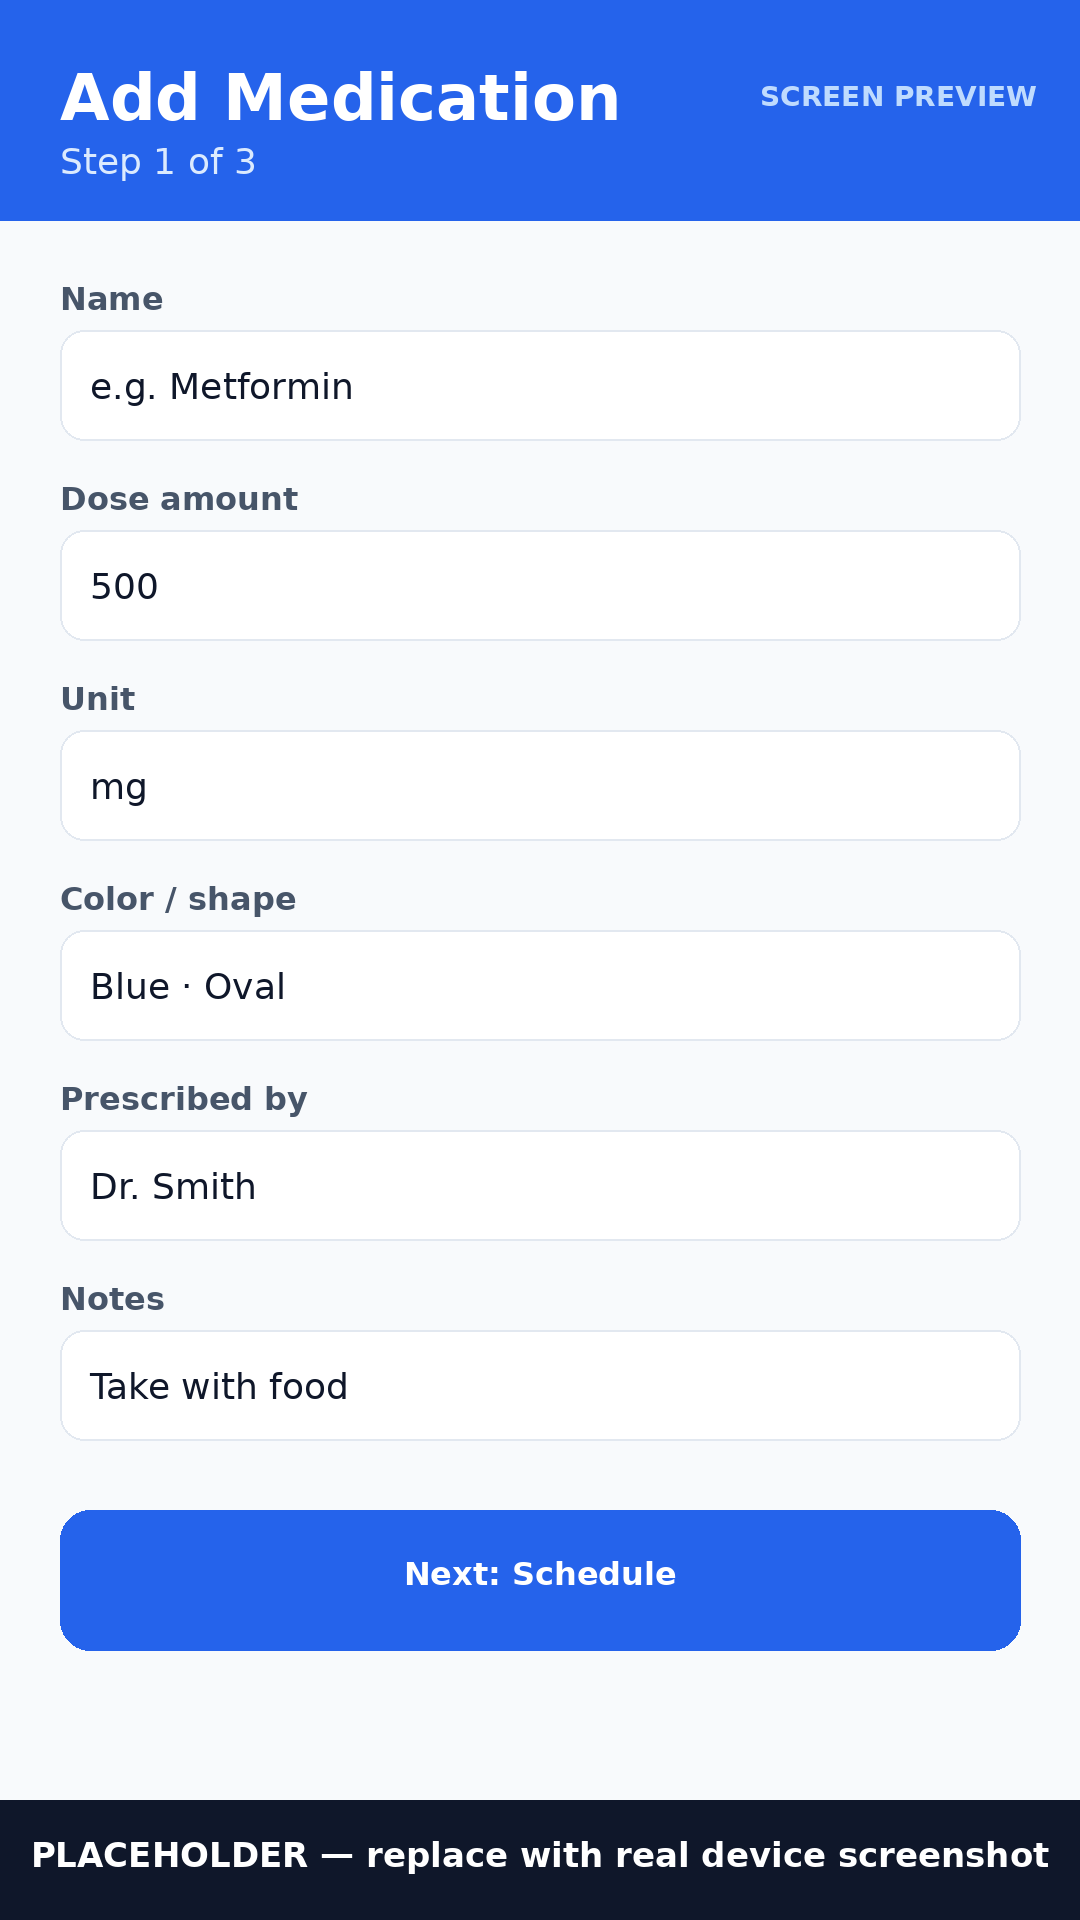 Add Medication
SCREEN PREVIEW
Step 1 of 3
Name
e.g. Metformin
Dose amount
500
Unit
mg
Color / shape
Blue · Oval
Prescribed by
Dr. Smith
Notes
Take with food
Next: Schedule
PLACEHOLDER — replace with real device screenshot